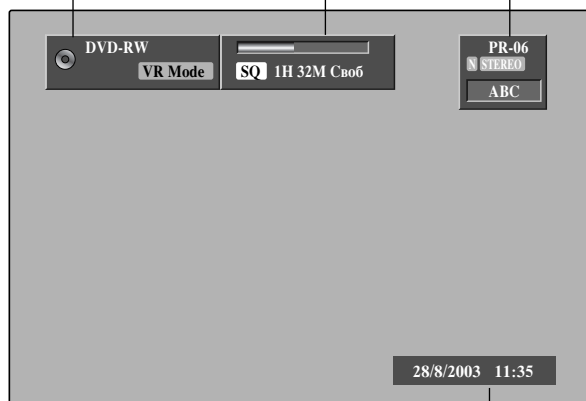 DVD-RW
VR Mode
SQ 1H 32M Своб
PR-06
N STEREO
ABC
28/8/2003 11:35